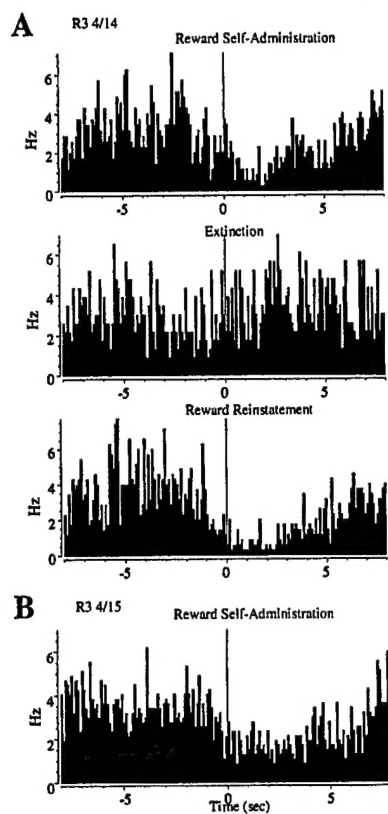 A R3 4/14
Reward Self-Administration
Hz
6
4
2
0
-5 0 5
Extinction
Hz
6
4
2
0
-5 0 5
Reward Reinstatement
Hz
6
4
2
0
-5 0 5
B R3 4/15
Reward Self-Administration
Hz
6
4
2
0
-5 0 5
Time (sec)